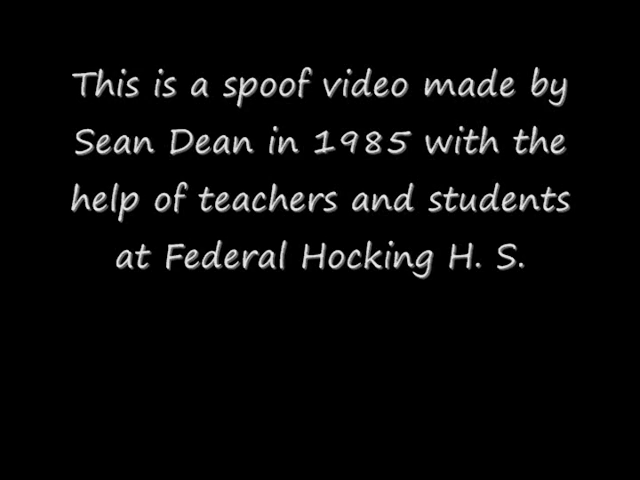 This is a spoof video made by
Sean Dean in 1985 with the
help of teachers and students
at Federal Hocking H. S.